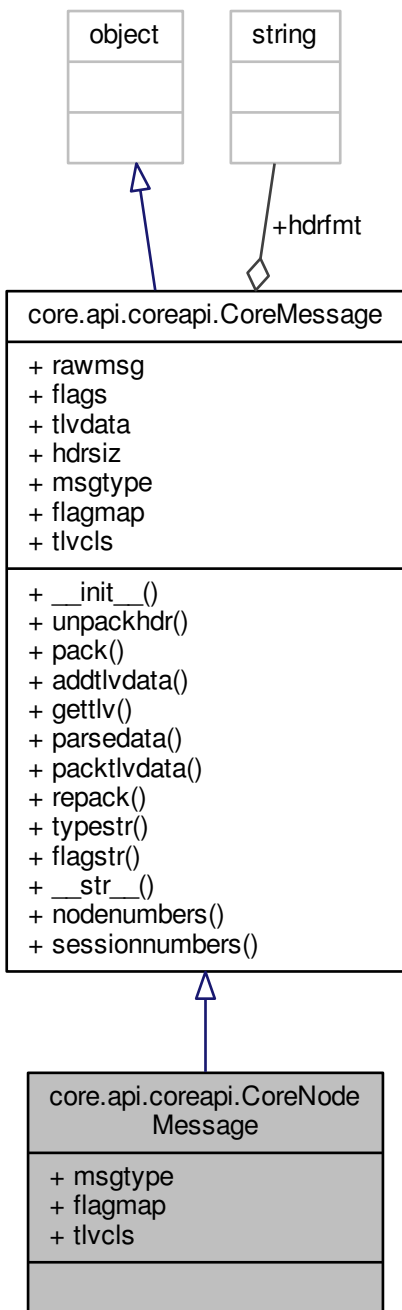 object
string
+hdrfmt
core.api.coreapi.CoreMessage
+ rawmsg
+ flags
+ tlvdata
+ hdrsiz
+ msgtype
+ flagmap
+ tlvcls
+ __init__()
+ unpackhdr()
+ pack()
+ addtlvdata()
+ gettlv()
+ parsedata()
+ packtlvdata()
+ repack()
+ typestr()
+ flagstr()
+ __str__()
+ nodenumbers()
+ sessionnumbers()
core.api.coreapi.CoreNode
Message
+ msgtype
+ flagmap
+ tlvcls